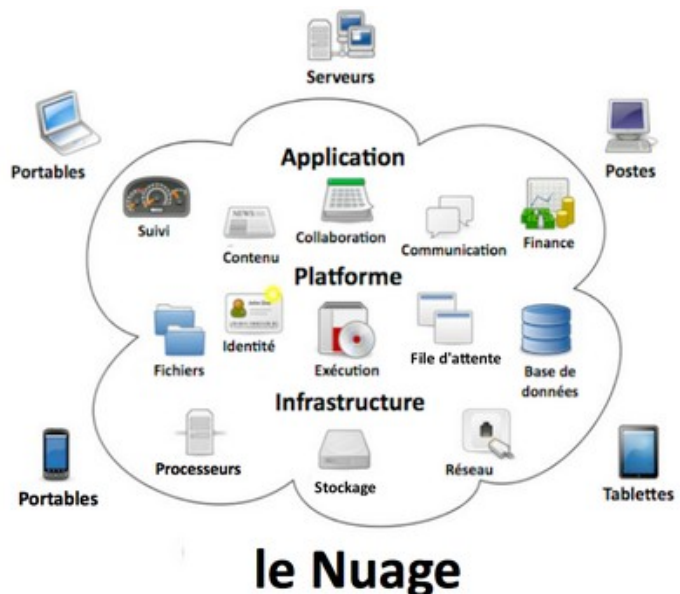 Serveurs
Portables
Postes
Application
Suivi
NEWS
Contenu
Collaboration
Communication
Finance
Platforme
Fichiers
Identité
Exécution
File d'attente
Base de
données
Infrastructure
Processeurs
Stockage
Réseau
Portables
Tablettes
le Nuage